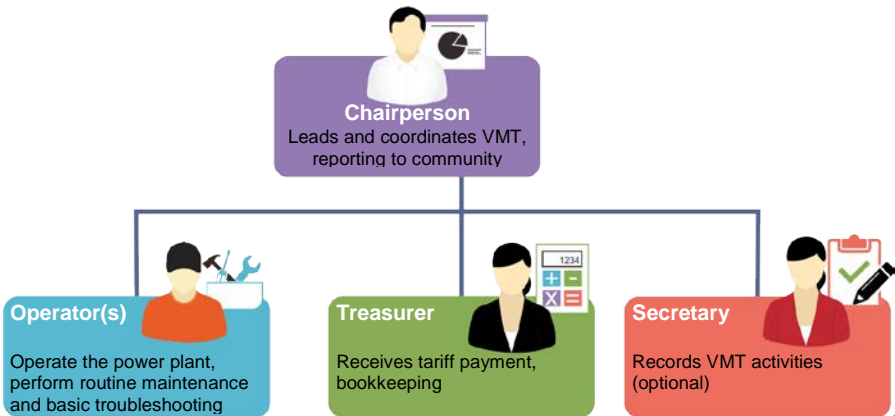 Chairperson
Leads and coordinates VMT,
reporting to community
Operator(s)
Operate the power plant,
perform routine maintenance
and basic troubleshooting
1234
+ -
X =
Treasurer
Receives tariff payment,
bookkeeping
Secretary
Records VMT activities
(optional)